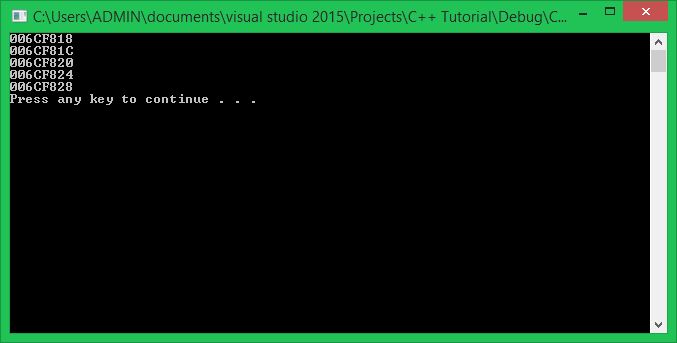 C:\Users\ADMIN\documents\visual studio 2015\Projects\C++ Tutorial\Debug\C...
006CF818
006CF81C
006CF820
006CF824
006CF828
Press any key to continue . . .